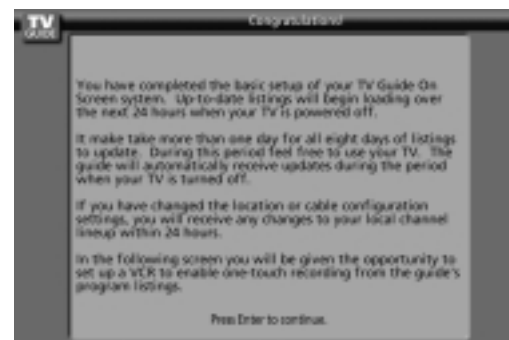 TV
GUIDE
Congratulations!
You have completed the basic setup of your TV Guide On
Screen system. Up-to-date listings will begin loading over
the next 24 hours when your TV is powered off.
It make take more than one day for all eight days of listings
to update. During this period feel free to use your TV. The
guide will automatically receive updates during the period
when your TV is turned off.
If you have changed the location or cable configuration
settings, you will receive any changes to your local channel
lineup within 24 hours.
In the following screen you will be given the opportunity to
set up a VCR to enable one-touch recording from the guide's
program listings.
Press Enter to continue.